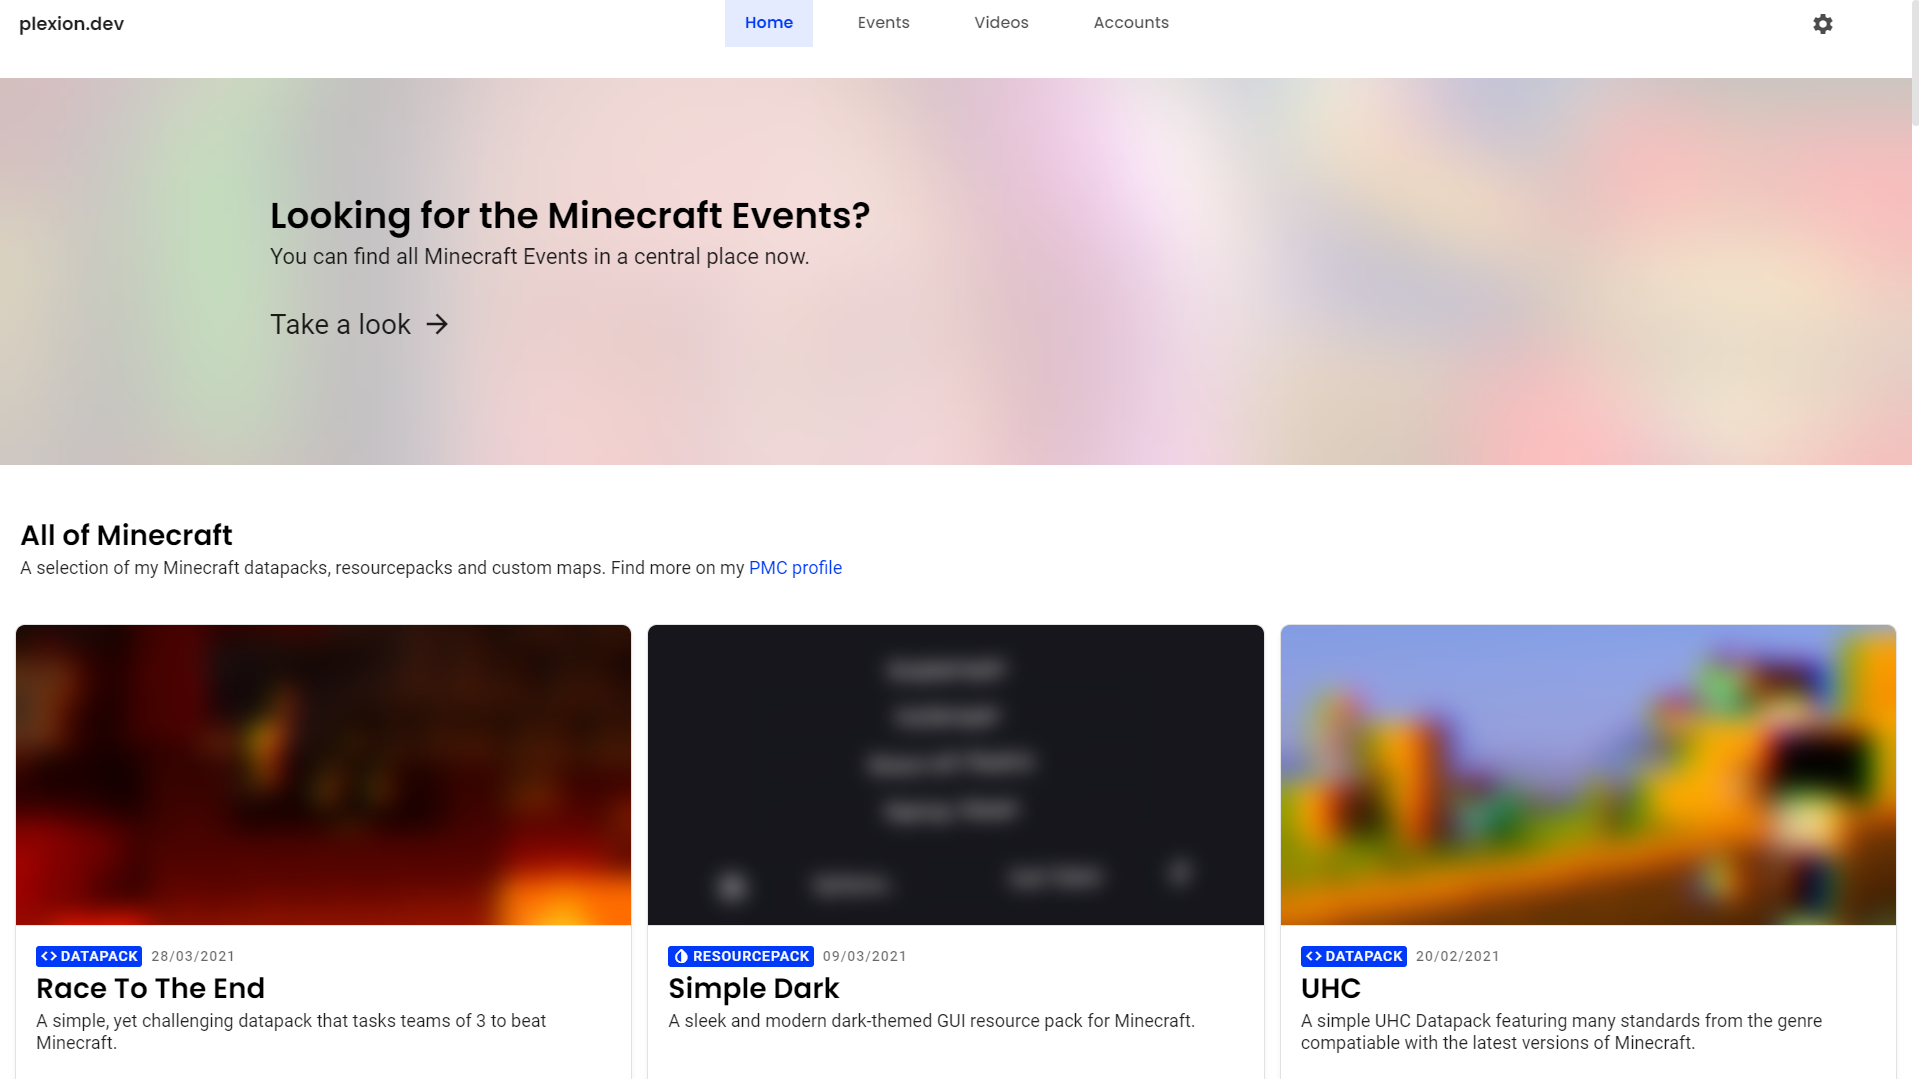 plexion.dev
Home
Events
Videos
Accounts
Looking for the Minecraft Events?
You can find all Minecraft Events in a central place now.
Take a look
All of Minecraft
A selection of my Minecraft datapacks, resourcepacks and custom maps. Find more on my PMC profile
DATAPACK 28/03/2021
Race To The End
A simple, yet challenging datapack that tasks teams of 3 to beat
Minecraft.
RESOURCEPACK 09/03/2021
Simple Dark
A sleek and modern dark-themed GUI resource pack for Minecraft.
DATAPACK 20/02/2021
UHC
A simple UHC Datapack featuring many standards from the genre
compatiable with the latest versions of Minecraft.